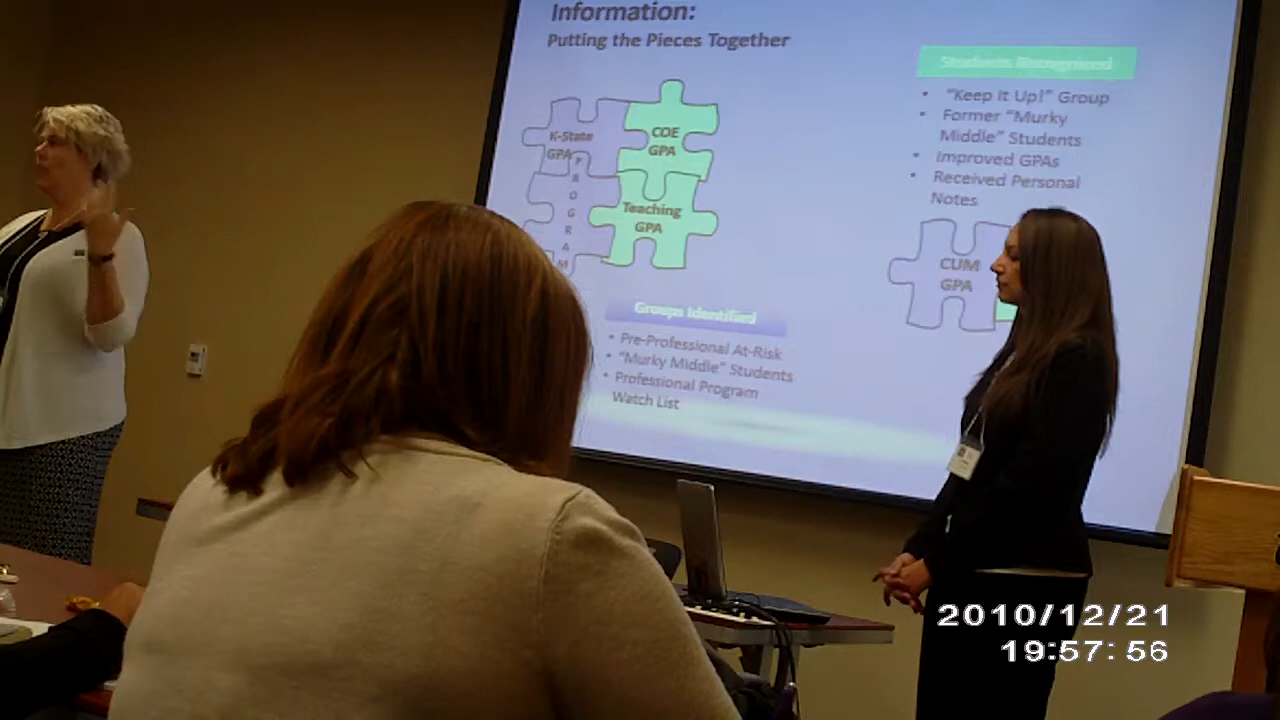 Information:
Putting the Pieces Together
K-State
GPA
COE
GPA
P
R
O
G
R
A
M
Teaching
GPA
Groups Identified
• Pre-Professional At-Risk
• "Murky Middle" Students
• Professional Program
Watch List
Students Recognized
• "Keep It Up!" Group
• Former "Murky
Middle" Students
• Improved GPAs
• Received Personal
Notes
CUM
GPA
2010/12/21
19:57:56